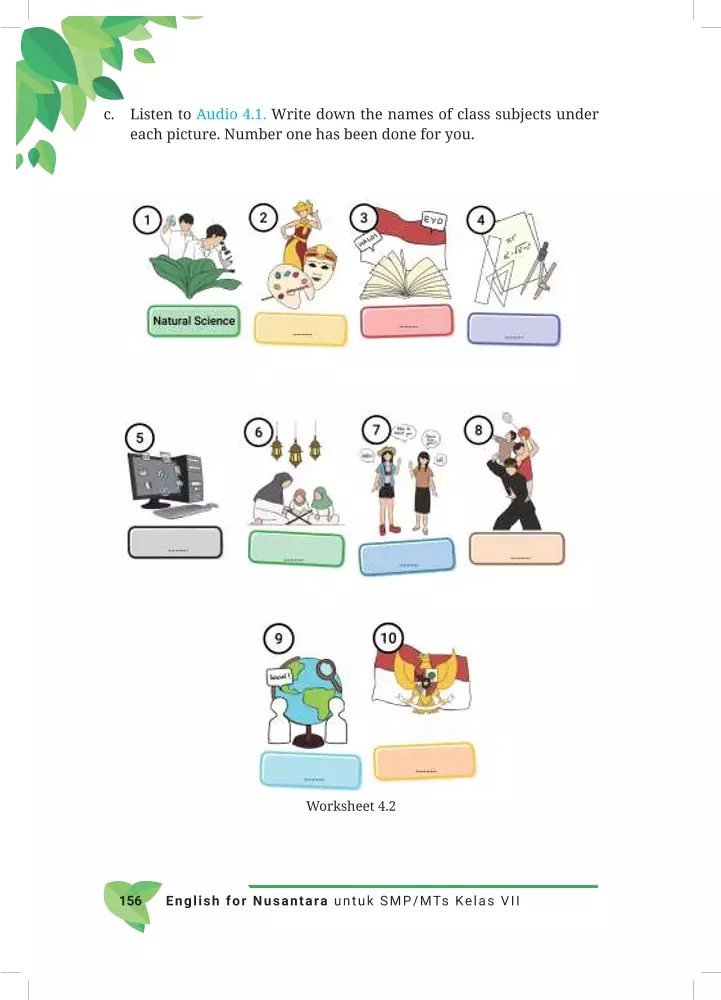 c. Listen to Audio 4.1. Write down the names of class subjects under
each picture. Number one has been done for you.
1
2
3
EYD
HALO!
4
Natural Science
5
6
7
8
9
Social!
10
Worksheet 4.2
156 English for Nusantara untuk SMP/MTs Kelas VII